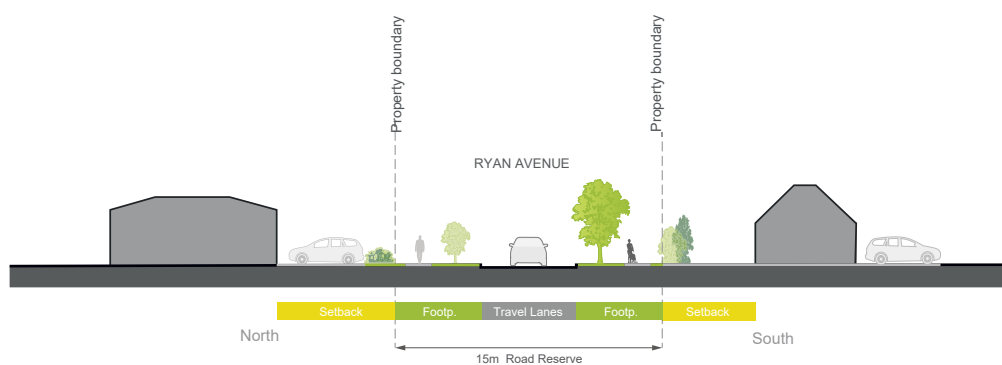 Property boundary
Property boundary
RYAN AVENUE
Setback
Footp.
Travel Lanes
Footp.
Setback
North
South
15m Road Reserve